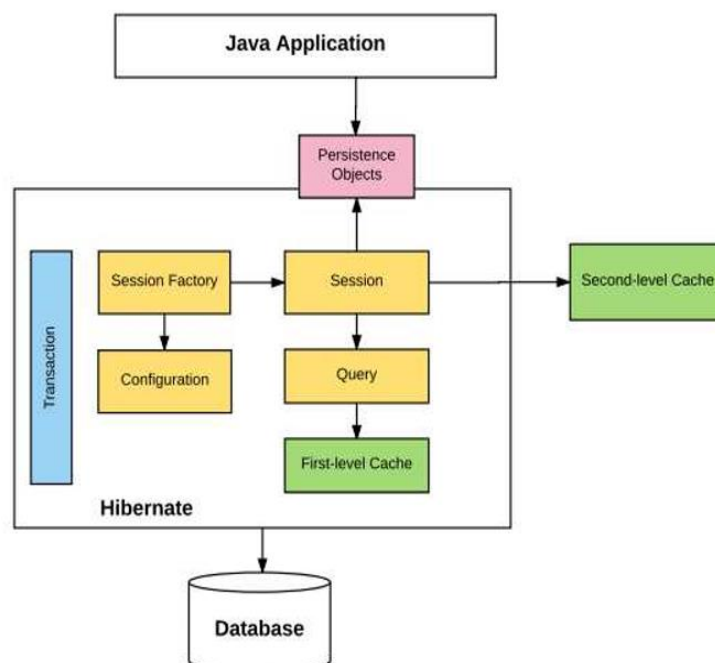 Java Application
Persistence
Objects
Session Factory
Session
Second-level Cache
Transaction
Configuration
Query
First-level Cache
Hibernate
Database